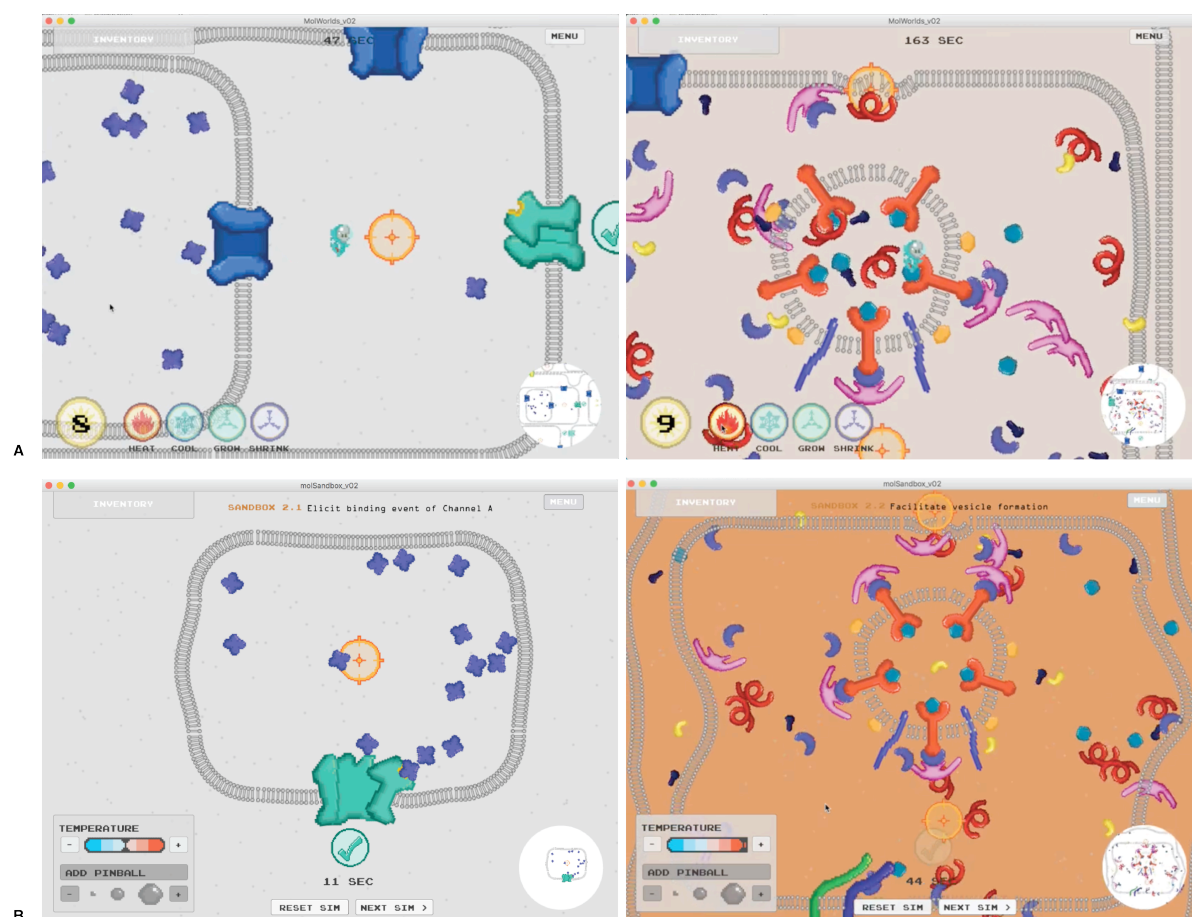 MolWorlds_v02
INVENTORY
47 SEC
MENU
8
HEAT COOL GROW SHRINK
MolWorlds_v02
INVENTORY
163 SEC
MENU
9
HEAT COOL GROW SHRINK
A
molSandbox_v02
INVENTORY
SANDBOX 2.1 Elicit binding event of Channel A
MENU
TEMPERATURE
- +
ADD PINBALL
- +
11 SEC
RESET SIM NEXT SIM >
molSandbox_v02
INVENTORY
SANDBOX 2.2 Facilitate vesicle formation
MENU
TEMPERATURE
- +
ADD PINBALL
- +
44 SEC
RESET SIM NEXT SIM >
B